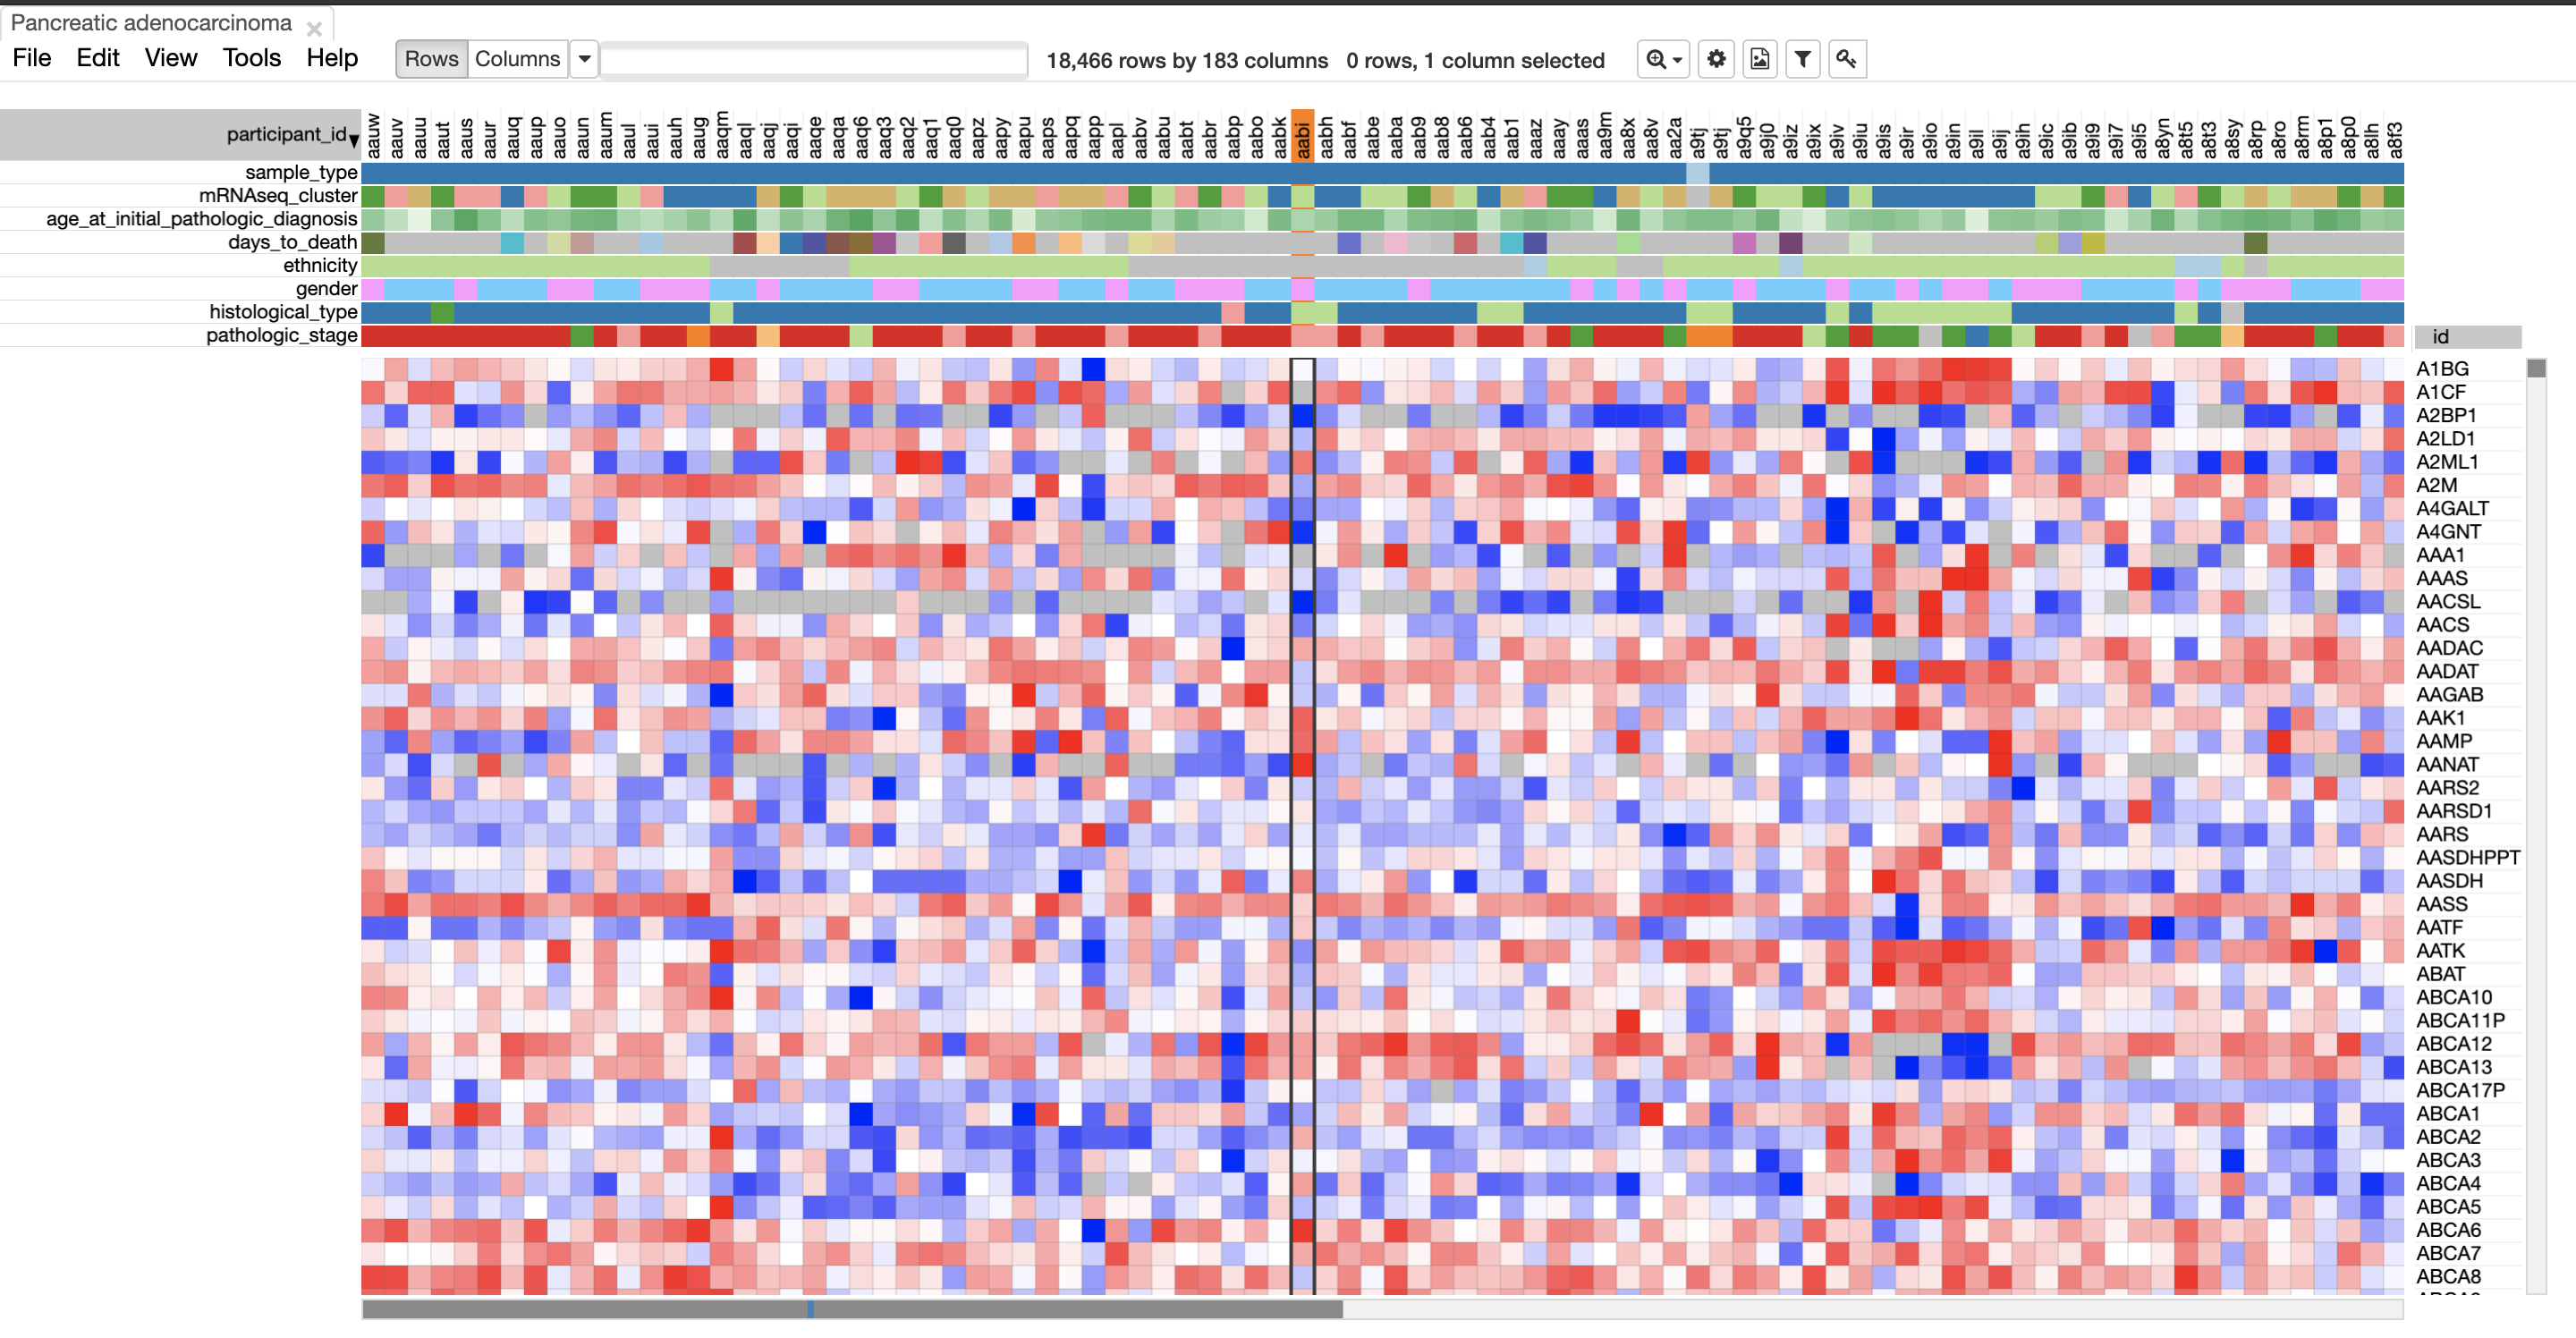 Pancreatic adenocarcinoma ×
File Edit View Tools Help Rows Columns 18,466 rows by 183 columns 0 rows, 1 column selected
participant_id aauw aauv aauu aaut aaus aaur aauq aaup aauo aaun aaum aaul aaui aauh aaug aaqm aaql aaqj aaqi aaqe aaqa aaq6 aaq3 aaq2 aaq1 aaq0 aapz aapy aapu aaps aapq aapp aapl aabv aabu aabt aabr aabp aabo aabk aabi aabh aabf aabe aaba aab9 aab8 aab6 aab4 aab1 aaaz aaay aaas aa9m aa8x aa8v aa2a a9tj a9tj a9q5 a9j0 a9iz a9ix a9iv a9iu a9is a9ir a9io a9in a9il a9ij a9ih a9ic a9ib a9i9 a9i7 a9i5 a8yn a8t5 a8t3 a8sy a8rp a8ro a8rm a8p1 a8p0 a8lh a8f3
sample_type
mRNAseq_cluster
age_at_initial_pathologic_diagnosis
days_to_death
ethnicity
gender
histological_type
pathologic_stage id
A1BG
A1CF
A2BP1
A2LD1
A2ML1
A2M
A4GALT
A4GNT
AAA1
AAAS
AACSL
AACS
AADAC
AADAT
AAGAB
AAK1
AAMP
AANAT
AARS2
AARSD1
AARS
AASDHPPT
AASDH
AASS
AATF
AATK
ABAT
ABCA10
ABCA11P
ABCA12
ABCA13
ABCA17P
ABCA1
ABCA2
ABCA3
ABCA4
ABCA5
ABCA6
ABCA7
ABCA8